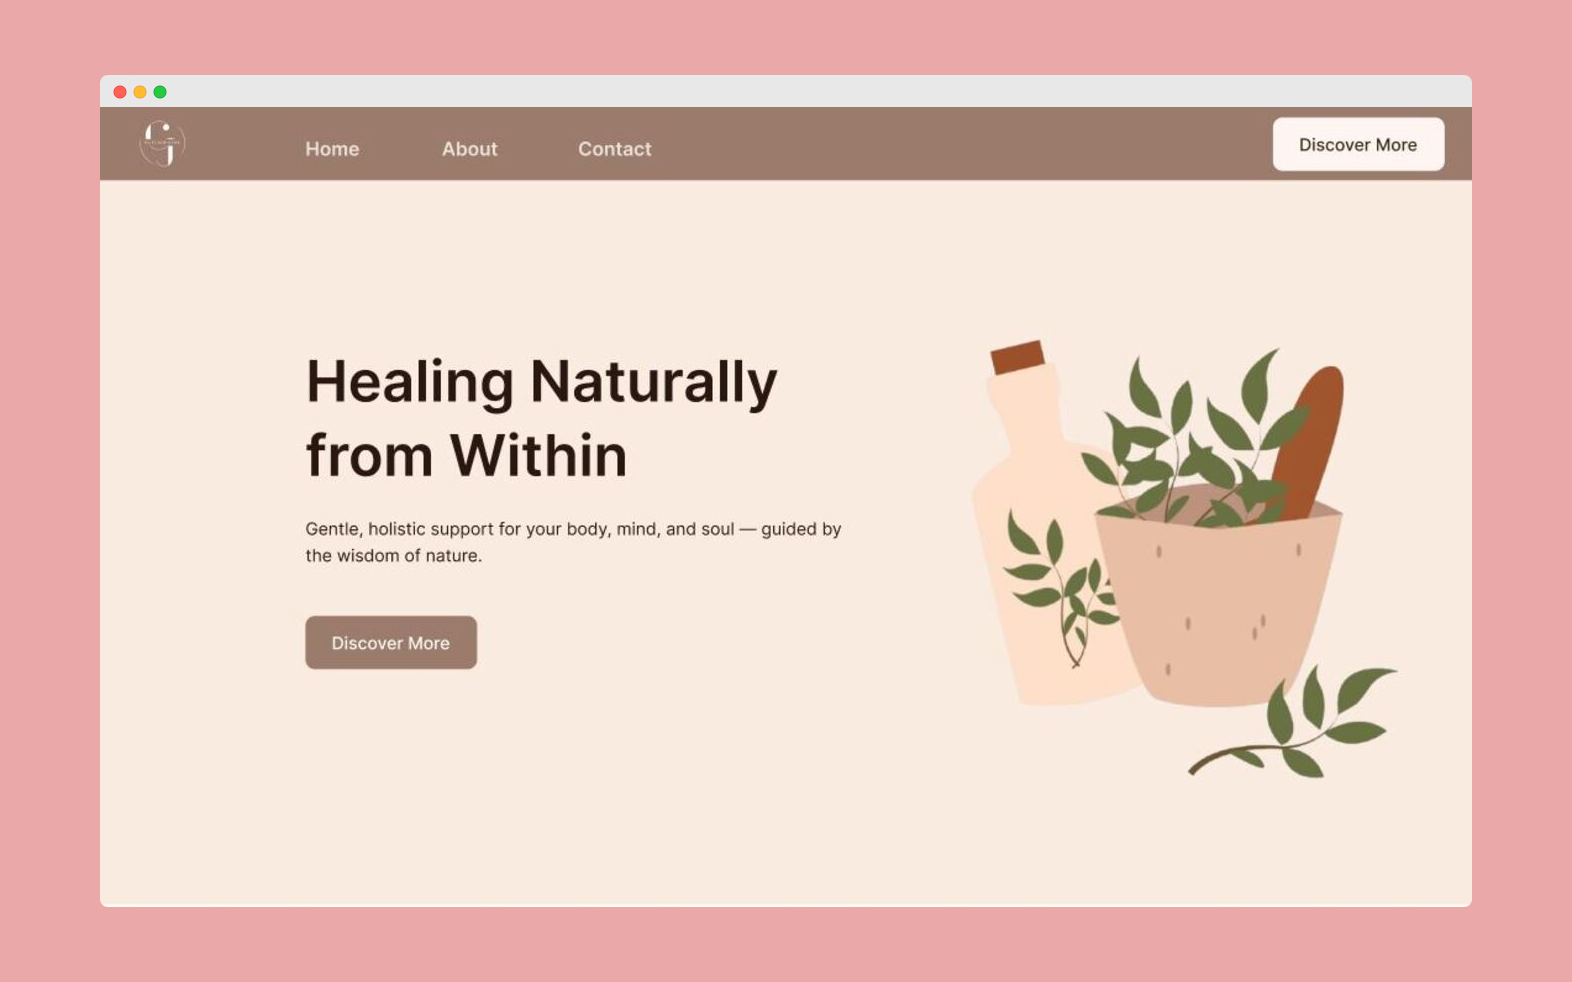 Home
About
Contact
Discover More
Healing Naturally
from Within
Gentle, holistic support for your body, mind, and soul — guided by
the wisdom of nature.
Discover More